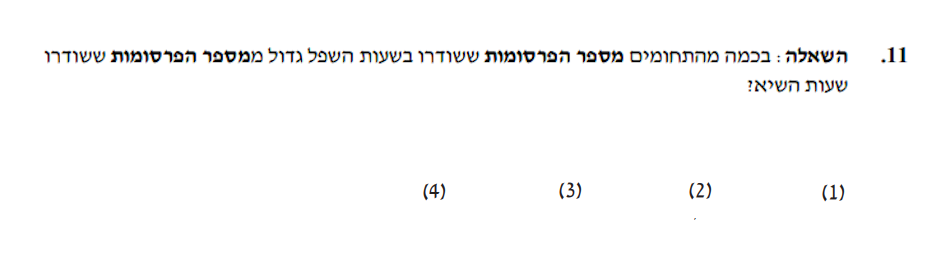 11. השאלה : בכמה מהתחומים מספר הפרסומות ששודרו בשעות השפל גדול ממספר הפרסומות ששודרו
שעות השיא?
(1) (2) (3) (4)